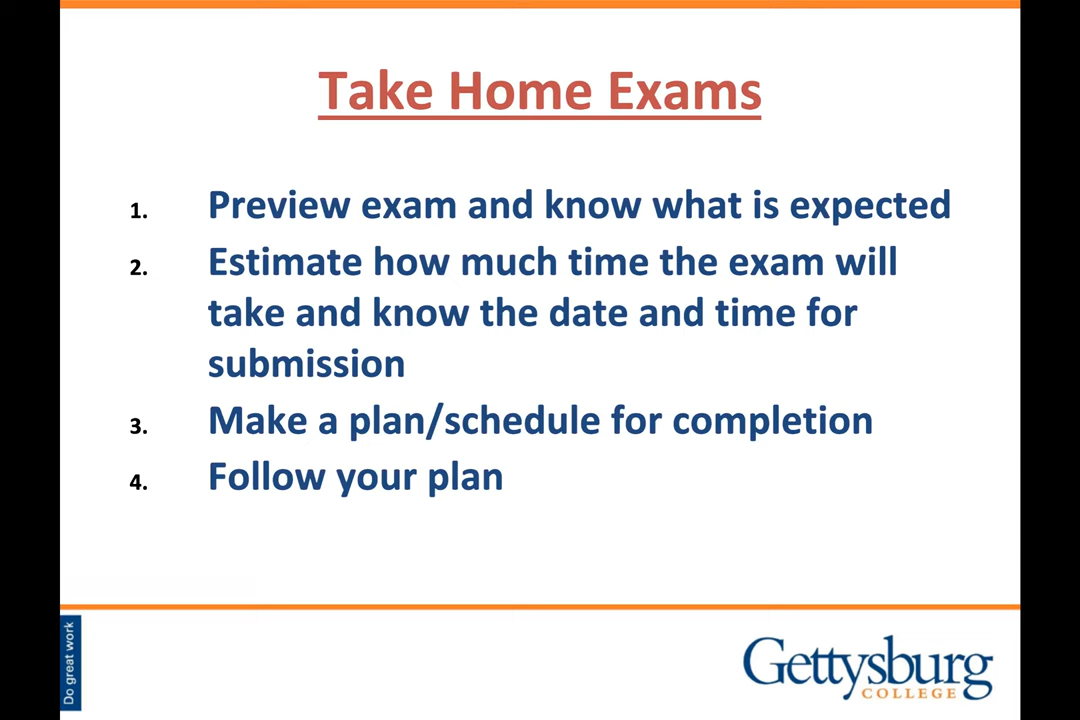 Take Home Exams
1. Preview exam and know what is expected
2. Estimate how much time the exam will
take and know the date and time for
submission
3. Make a plan/schedule for completion
4. Follow your plan
Do great work
Gettysburg
COLLEGE